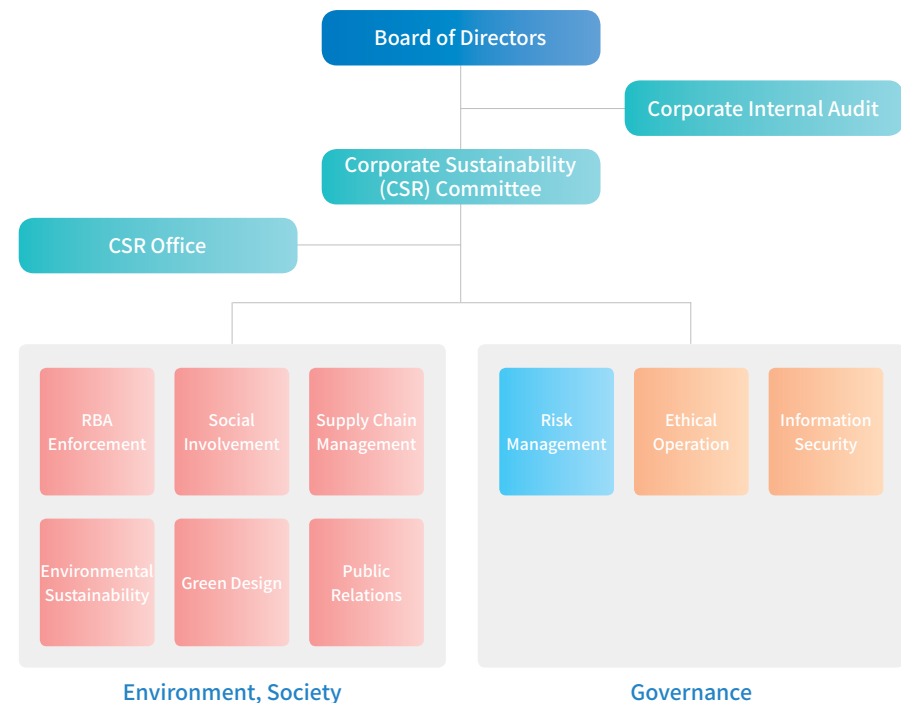 Board of Directors
Corporate Internal Audit
Corporate Sustainability
(CSR) Committee
CSR Office
RBA
Enforcement
Social
Involvement
Supply Chain
Management
Risk
Management
Ethical
Operation
Information
Security
Environmental
Sustainability
Green Design
Public
Relations
Environment, Society
Governance